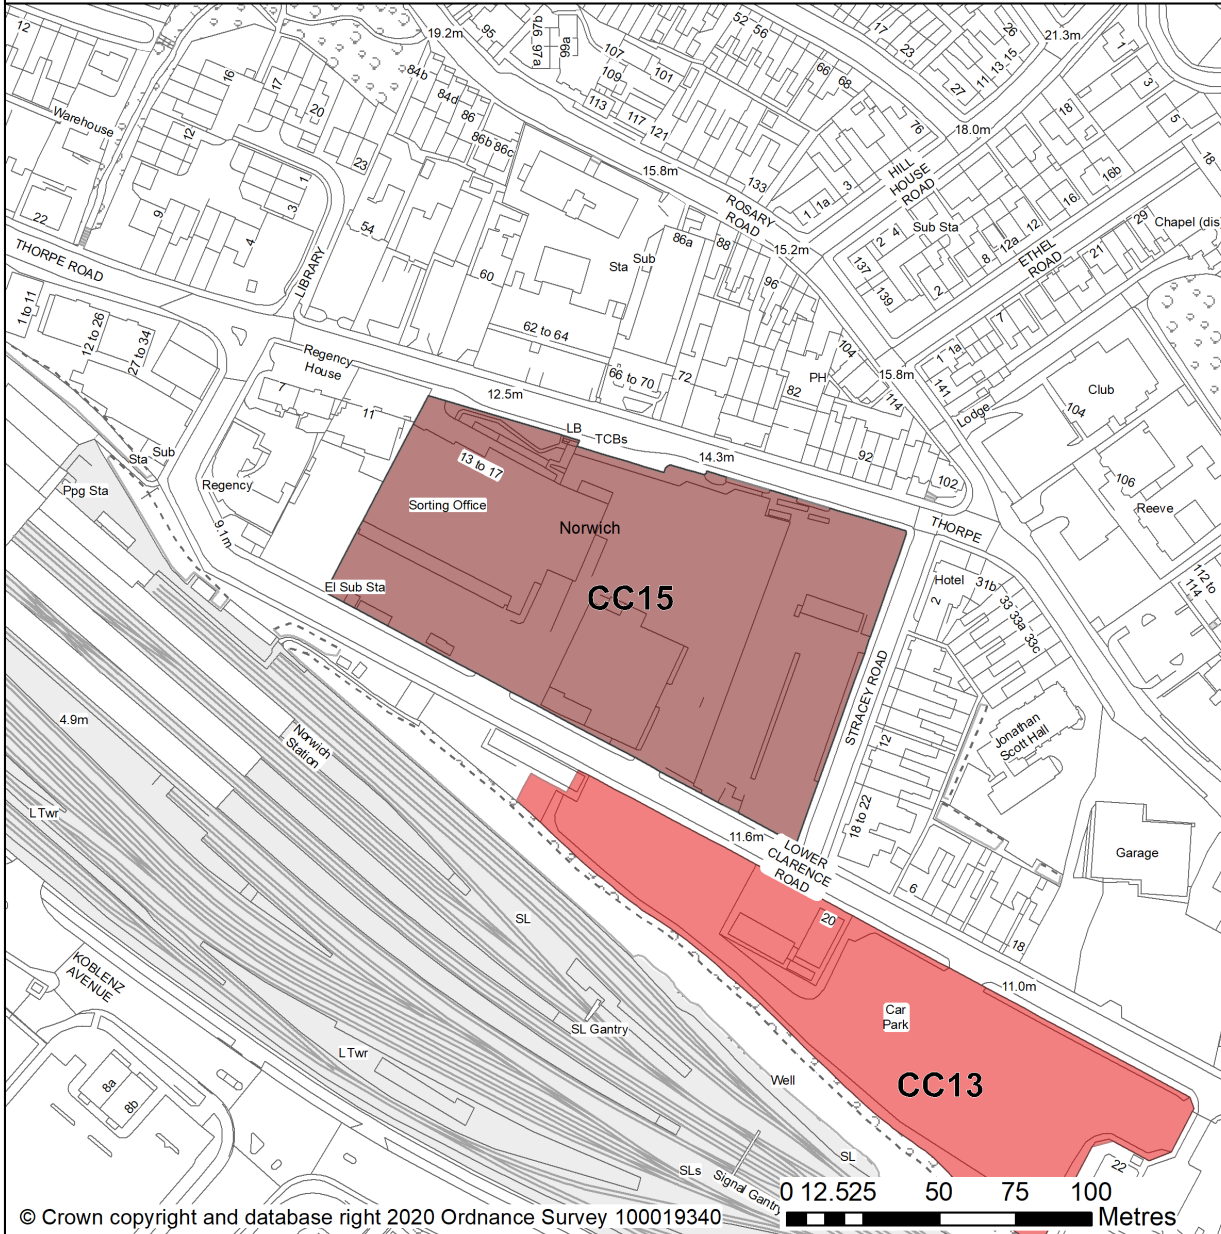 12
19.2m
95
97a
97 a
99a
107
109
113
101
117
121
52
56
66
68
17
23
27
26
11
13
15
21.3m
1
3
5
18
18
16
17
20
84b
84d
86
86b
86c
Warehouse
12
23
1
3
9
22
4
54
15.8m
133
76
18.0m
HILL
HOUSE
ROAD
ROSARY
ROAD
1
1a
3
15.2m
86a
88
Sub
Sta
2
4
Sub Sta
16b
16
12
12a
8
29
Chapel (dis
ETHEL
ROAD
21
137
139
2
THORPE ROAD
LIBRARY
60
96
7
1 to 11
12 to 26
27 to 34
62 to 64
Regency
House
7
11
12.5m
66 to 70
72
82
PH
104
114
15.8m
1
1a
141
Lodge
Club
104
LB
TCBs
14.3m
92
102
106
Reeve
Sub
Sta
Ppg Sta
Regency
9.1m
13 to 17
Sorting Office
Norwich
THORPE
CC15
El Sub Sta
Hotel
2
31b
33
33a
33c
112 to
114
STRACEY ROAD
12
Jonathan
Scott Hall
4.9m
Norwich
Station
L Twr
18 to 22
11.6m
LOWER
CLARENCE
ROAD
Garage
6
18
20
SL
11.0m
KOBLENZ
AVENUE
Car
Park
SL Gantry
L Twr
Well
CC13
8a
8b
SL
SLs
Signal Gantry
22
0 12.525 50 75 100
Metres
© Crown copyright and database right 2020 Ordnance Survey 100019340